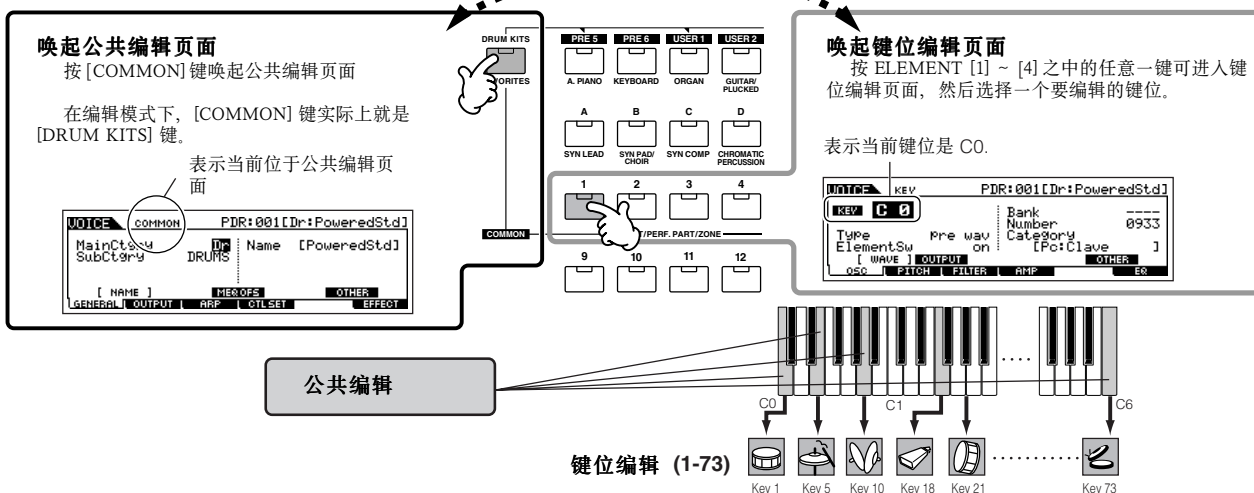 唤起公共编辑页面
按 [COMMON] 键唤起公共编辑页面
在编辑模式下，[COMMON] 键实际上就是
[DRUM KITS] 键。
表示当前位于公共编辑页
面
VOICE COMMON PDR:001[Dr:PoweredStd]
MainCtgry Dr Name [PoweredStd]
SubCtgry DRUMS
[ NAME ] MEQOFS OTHER
GENERAL OUTPUT ARP CTLSET EFFECT
DRUM KITS
PRE 5 PRE 6 USER 1 USER 2
A. PIANO KEYBOARD ORGAN GUITAR/
PLUCKED
A B C D
SYN LEAD SYN PAD/
CHOIR SYN COMP CHROMATIC
PERCUSSION
1 2 3 4
COMMON
T/PERF. PART/ZONE
9 10 11 12
唤起键位编辑页面
按 ELEMENT [1] ~ [4] 之中的任意一键可进入键
位编辑页面，然后选择一个要编辑的键位。
表示当前键位是 C0.
VOICE KEY PDR:001[Dr:PoweredStd]
KEY C 0
Bank ----
Number 0933
Type pre wav Category
ElementSw on [Pc:Clave ]
[ WAVE ] OUTPUT OTHER
OSC PITCH FILTER AMP EQ
公共编辑
C0 C1 C6
键位编辑 (1-73)
Key 1 Key 5 Key 10 Key 18 Key 21 Key 73